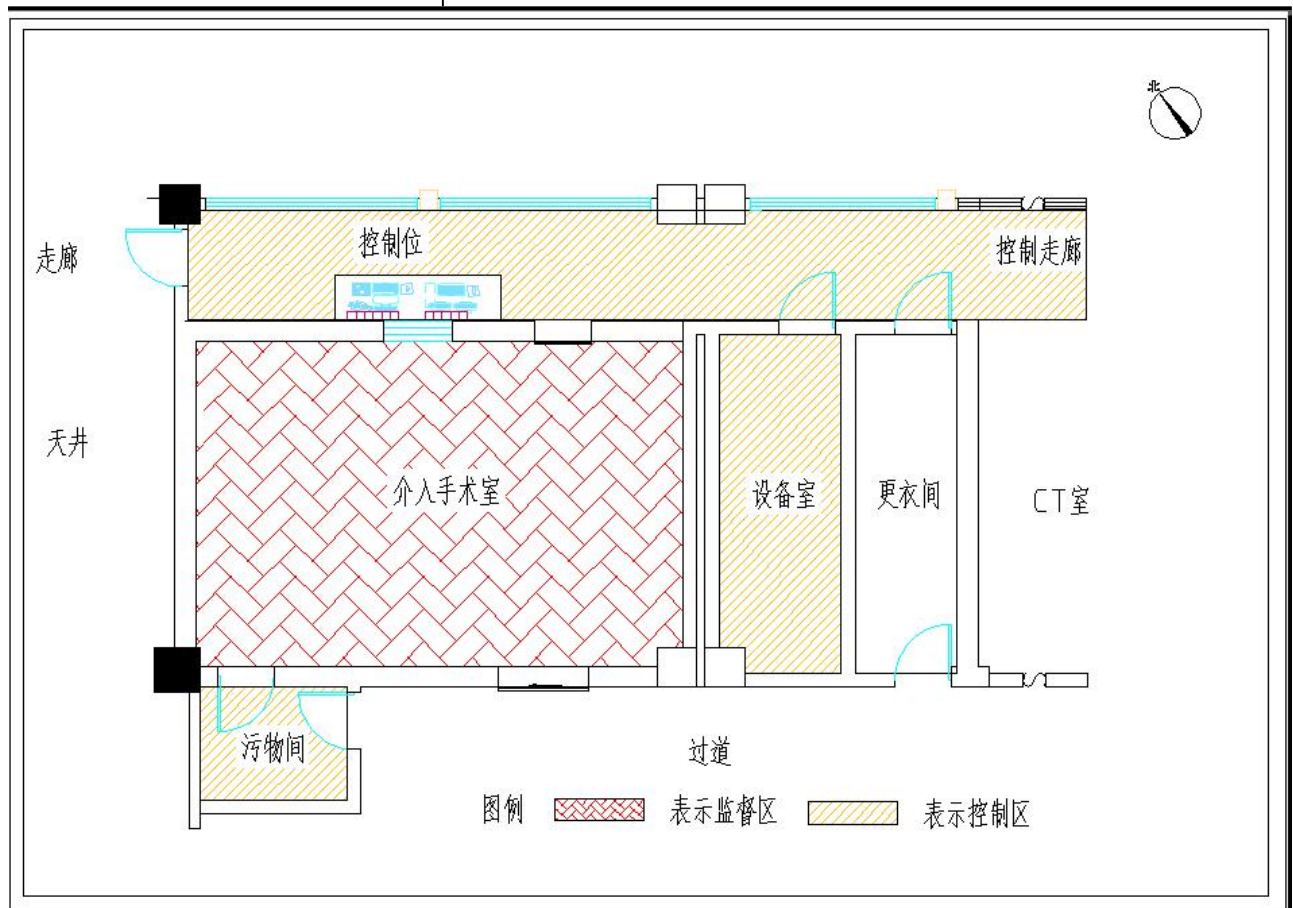 北
走廊
控制位
控制走廊
天井
介入手术室
设备室
更衣间
CT室
污物间
过道
图例
表示监督区
表示控制区